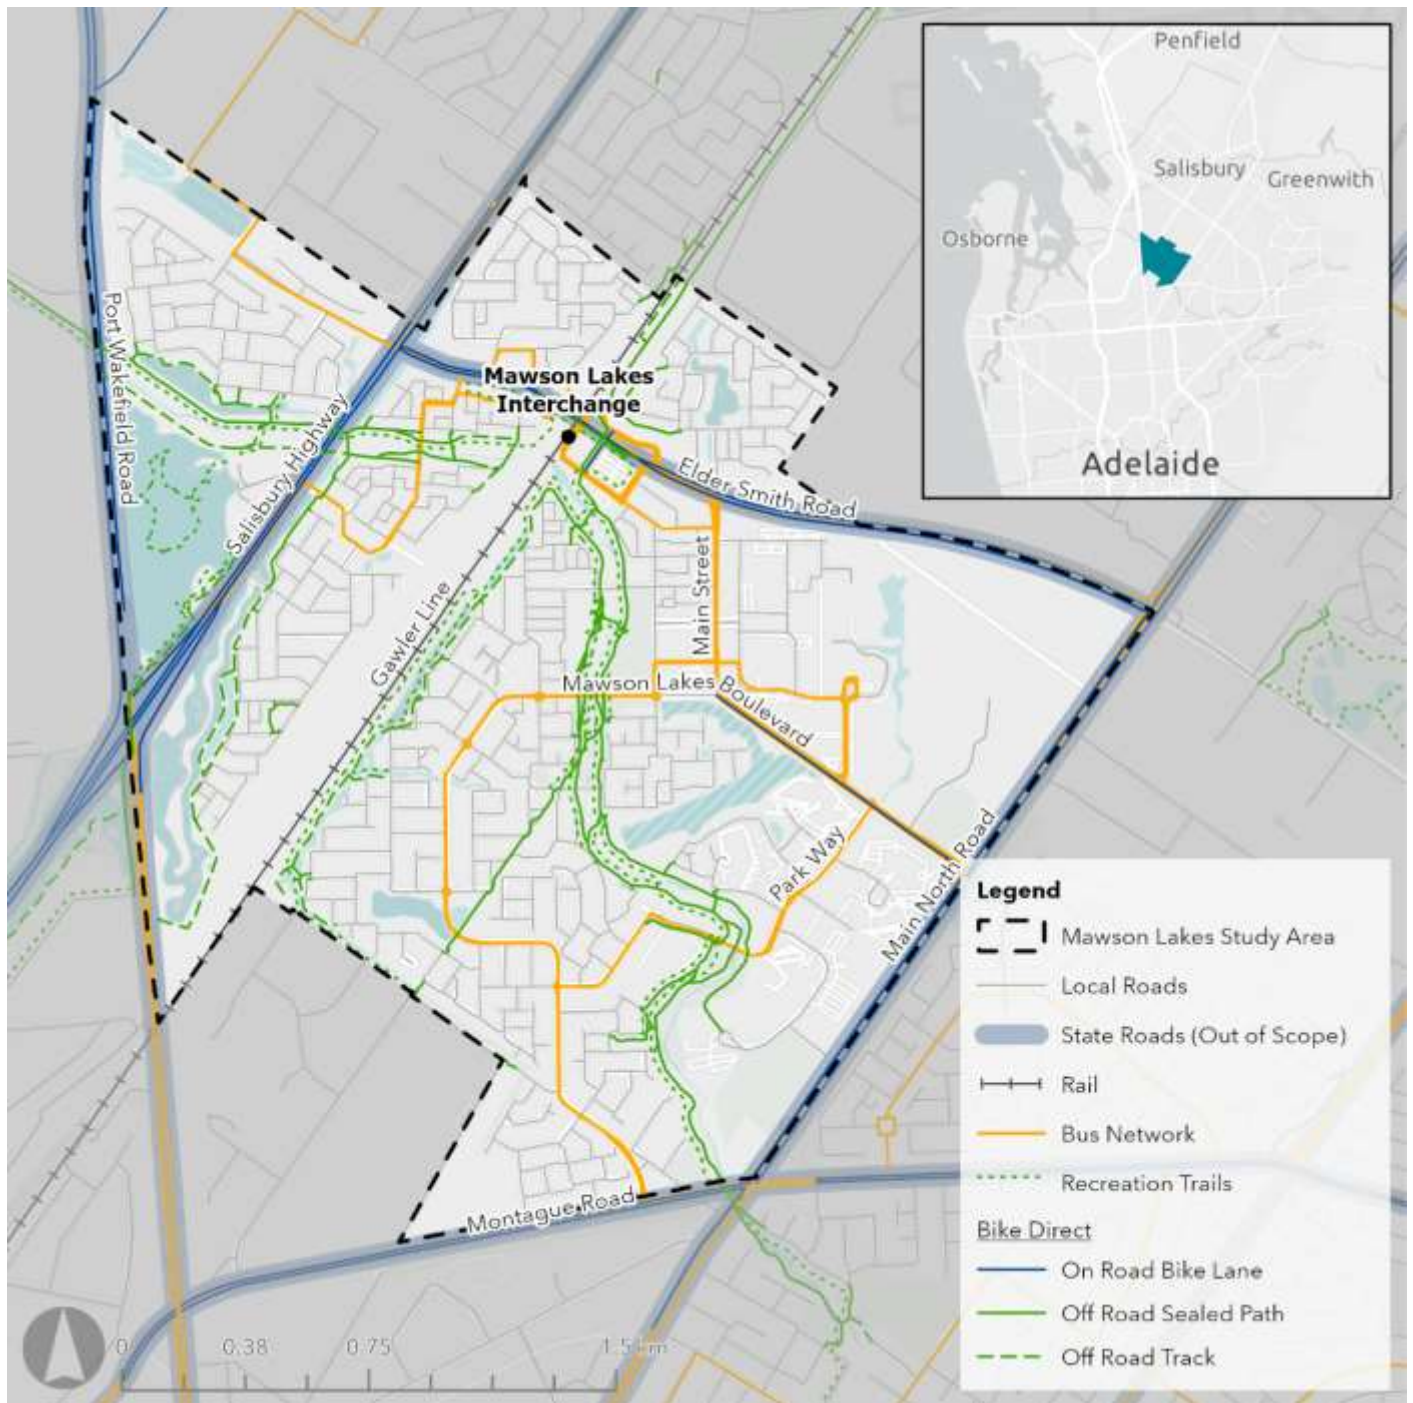 Penfield
Salisbury
Greenwith
Osborne
Adelaide
Port Wakefield Road
Salisbury Highway
Mawson Lakes
Interchange
Elder Smith Road
Main Street
Gawler Line
Mawson Lakes Boulevard
Park Way
Main North Road
Montague Road
Legend
Mawson Lakes Study Area
Local Roads
State Roads (Out of Scope)
Rail
Bus Network
Recreation Trails
Bike Direct
On Road Bike Lane
Off Road Sealed Path
Off Road Track
0 0.38 0.75 1.5 km